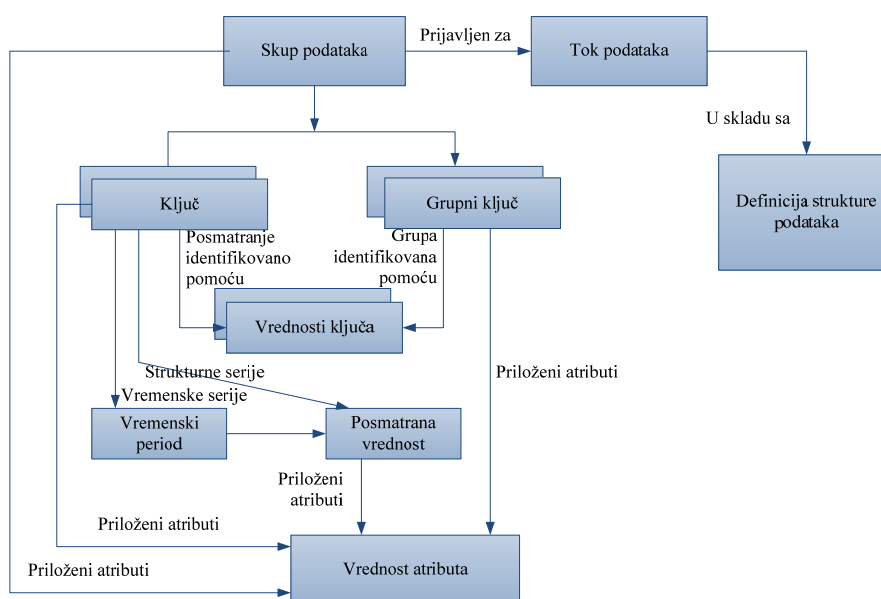 Skup podataka
Prijavljen za
Tok podataka
U skladu sa
Definicija strukture
podataka
Ključ
Grupni ključ
Posmatranje
identifikovano
pomoću
Grupa
identifikovana
pomoću
Vrednosti ključa
Strukturne serije
Vremenske serije
Priloženi atributi
Vremenski
period
Posmatrana
vrednost
Priloženi
atributi
Priloženi atributi
Priloženi atributi
Vrednost atributa